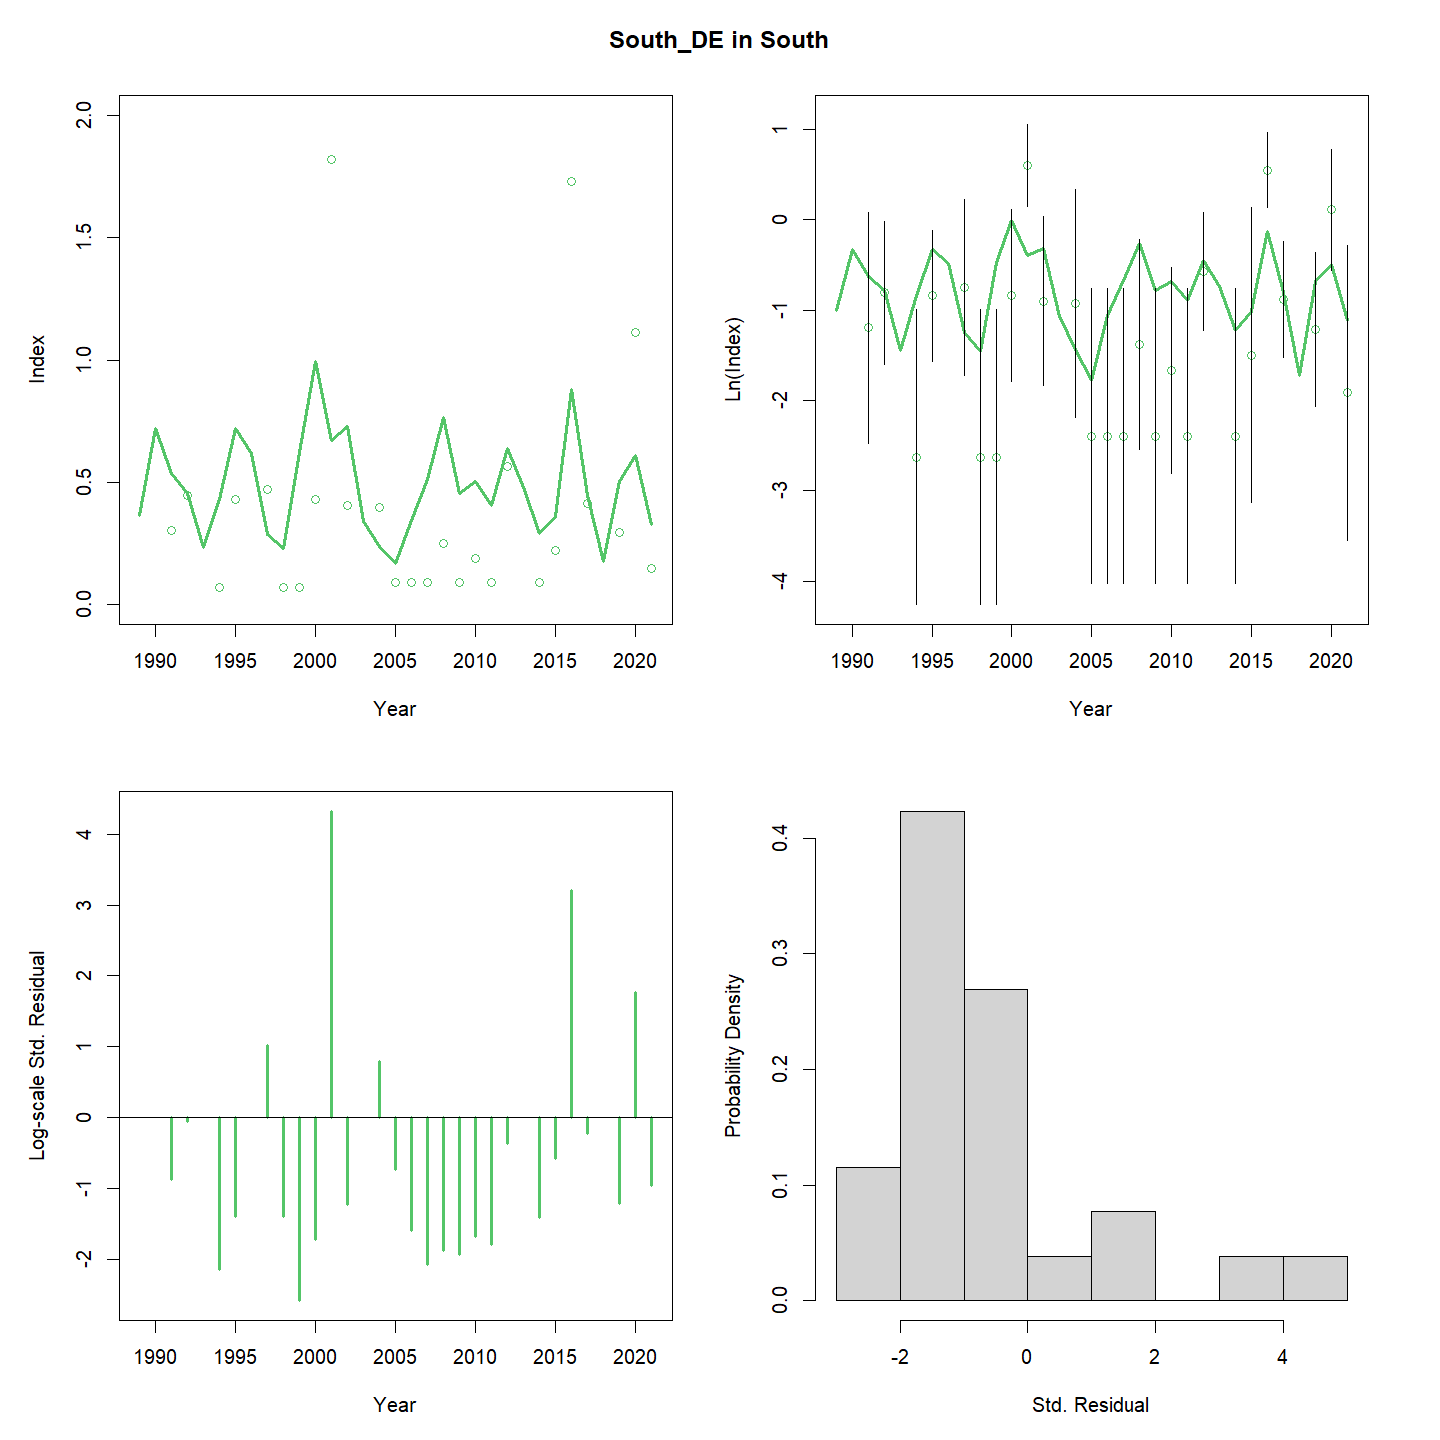 South_DE in South
Index
0.0 0.5 1.0 1.5 2.0
1990 1995 2000 2005 2010 2015 2020
Year
Ln(Index)
-4 -3 -2 -1 0 1
1990 1995 2000 2005 2010 2015 2020
Year
Log-scale Std. Residual
-2 -1 0 1 2 3 4
1990 1995 2000 2005 2010 2015 2020
Year
Probability Density
0.0 0.1 0.2 0.3 0.4
-2 0 2 4
Std. Residual